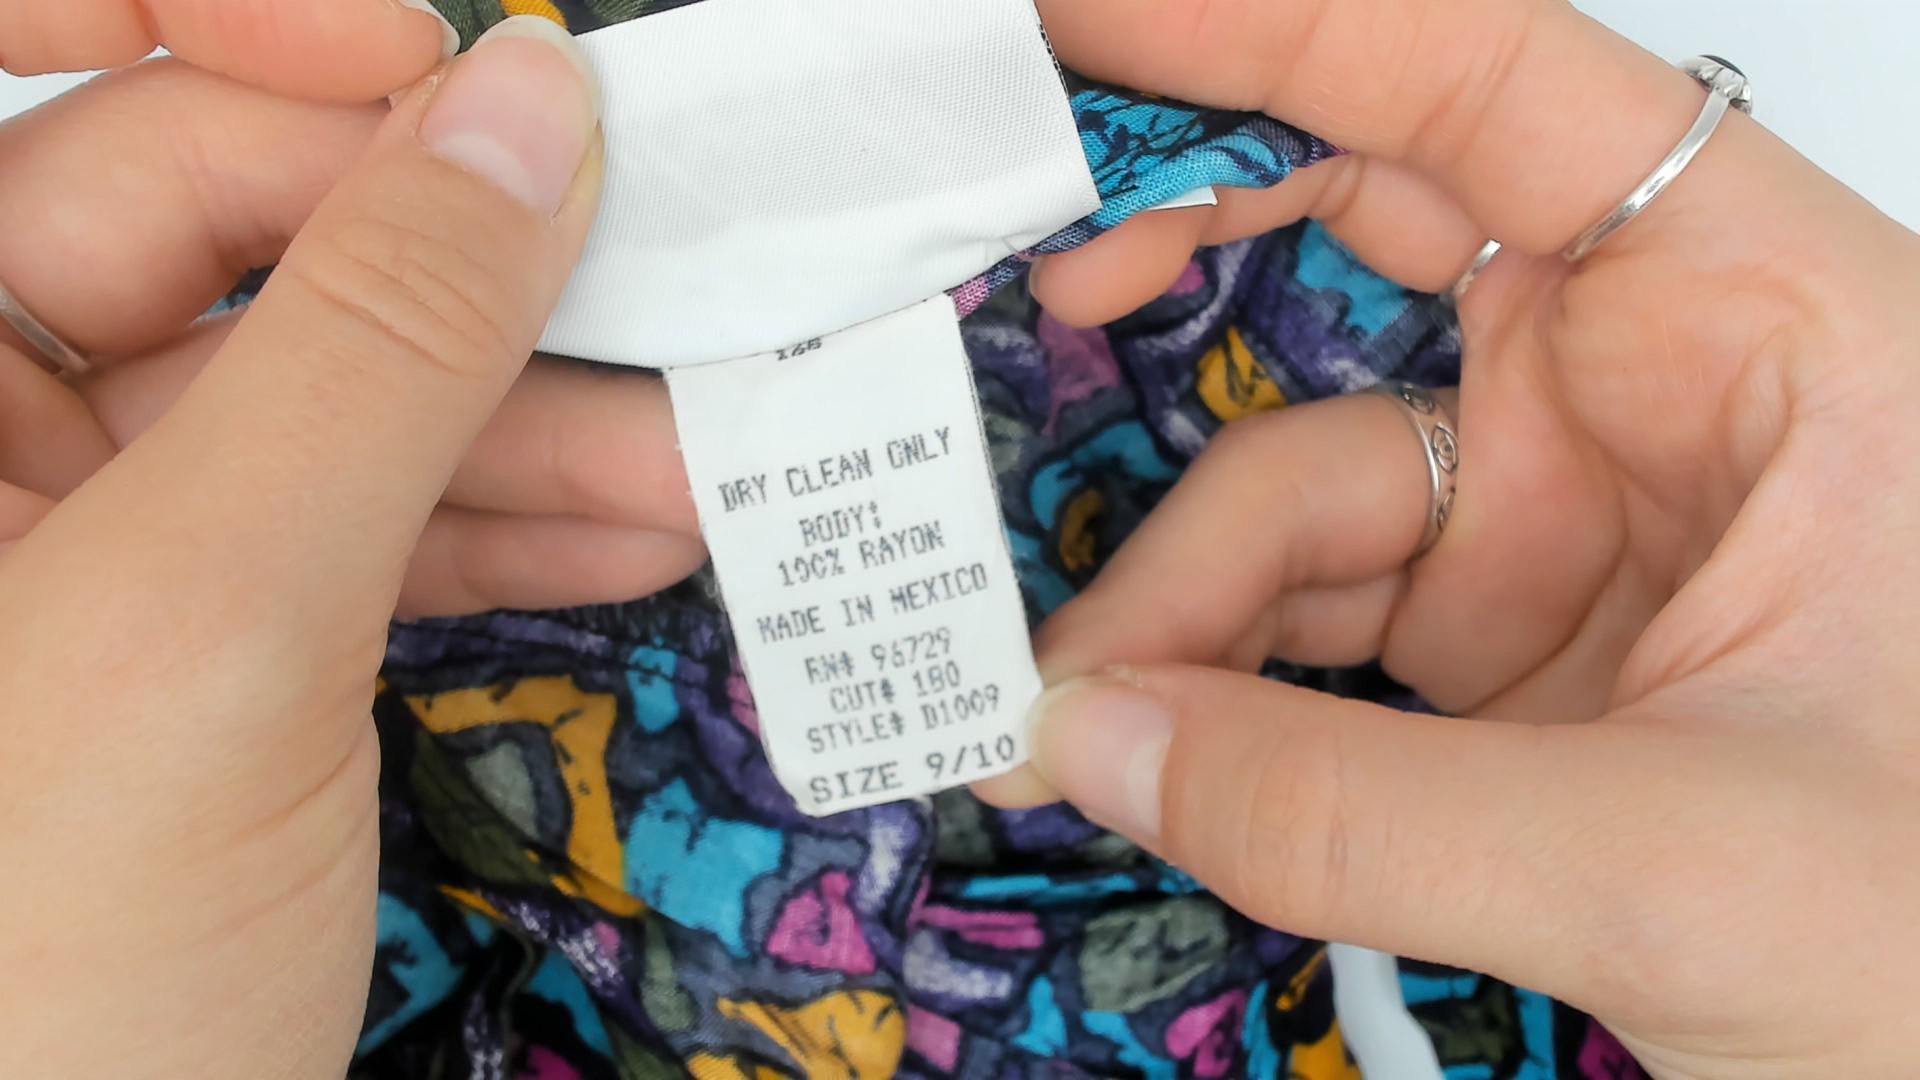 DRY CLEAN ONLY
BODY:
100% RAYON
MADE IN MEXICO
RN# 96729
CUT# 180
STYLE# D1009
SIZE 9/10